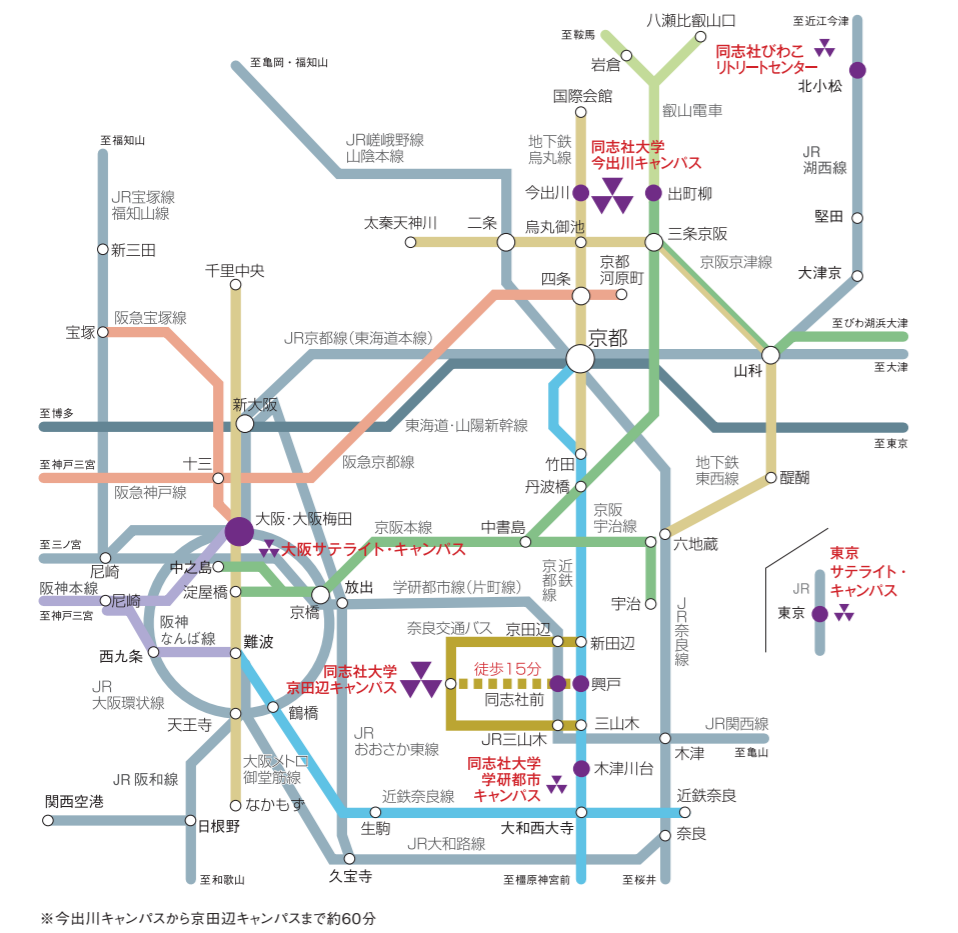 八瀬比叡山口
至近江今津
至鞍馬
同志社びわこ
リトリートセンター
岩倉
至亀岡・福知山
北小松
国際会館
叡山電車
至福知山
JR嵯峨野線
山陰本線
地下鉄
烏丸線
同志社大学
今出川キャンパス
JR
湖西線
JR宝塚線
福知山線
今出川
出町柳
堅田
太秦天神川
二条
烏丸御池
三条京阪
新三田
京都
河原町
京阪京津線
大津京
千里中央
四条
阪急宝塚線
至びわ湖浜大津
宝塚
JR京都線(東海道本線)
京都
山科
至大津
新大阪
至博多
東海道・山陽新幹線
至東京
至神戸三宮
十三
阪急京都線
竹田
地下鉄
東西線
醍醐
阪急神戸線
丹波橋
大阪・大阪梅田
京阪本線
中書島
京阪
宇治線
六地蔵
大阪サテライト・キャンパス
至三ノ宮
尼崎
中之島
東京
サテライト・
キャンパス
JR
東京
阪神本線
尼崎
淀屋橋
京橋
放出
学研都市線(片町線)
近鉄
京都線
宇治
JR奈良線
至神戸三宮
阪神
なんば線
奈良交通バス
京田辺
新田辺
西九条
難波
同志社大学
京田辺キャンパス
徒歩15分
興戸
同志社前
JR
大阪環状線
鶴橋
天王寺
三山木
JR三山木
JR関西線
木津
至亀山
JR
おおさか東線
JR阪和線
大阪メトロ
御堂筋線
同志社大学
学研都市
キャンパス
木津川台
関西空港
なかもず
近鉄奈良線
近鉄奈良
日根野
生駒
大和西大寺
奈良
JR大和路線
至和歌山
久宝寺
至橿原神宮前
至桜井
※今出川キャンパスから京田辺キャンパスまで約60分